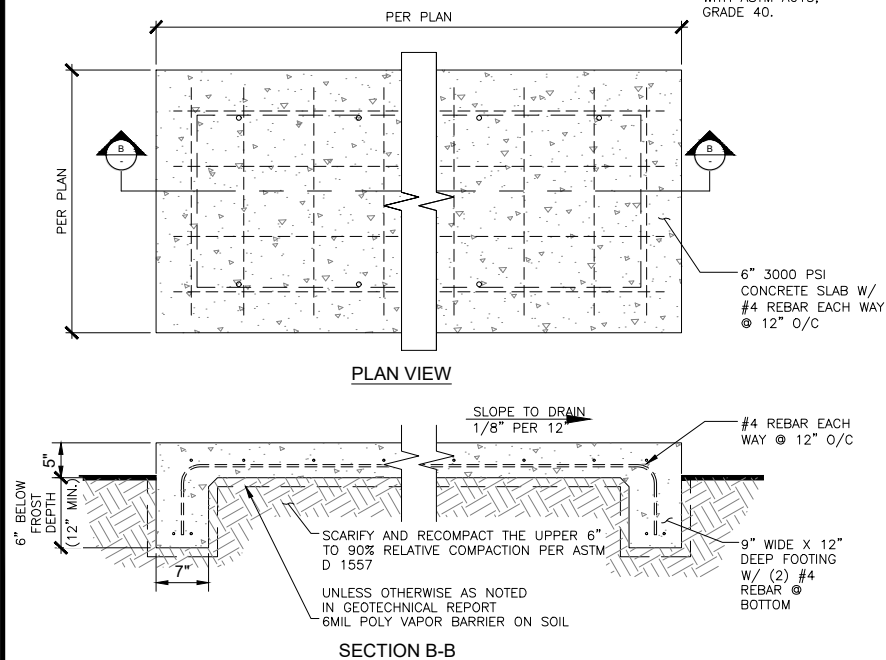 WITH ASTM A615,
GRADE 40.
PER PLAN
PER PLAN
B
-
B
-
6" 3000 PSI
CONCRETE SLAB W/
#4 REBAR EACH WAY
@ 12" O/C
PLAN VIEW
SLOPE TO DRAIN
1/8" PER 12"
#4 REBAR EACH
WAY @ 12" O/C
5"
6" BELOW
FROST
DEPTH
(12" MIN.)
7"
SCARIFY AND RECOMPACT THE UPPER 6"
TO 90% RELATIVE COMPACTION PER ASTM
D 1557
UNLESS OTHERWISE AS NOTED
IN GEOTECHNICAL REPORT
6MIL POLY VAPOR BARRIER ON SOIL
9" WIDE X 12"
DEEP FOOTING
W/ (2) #4
REBAR @
BOTTOM
SECTION B-B